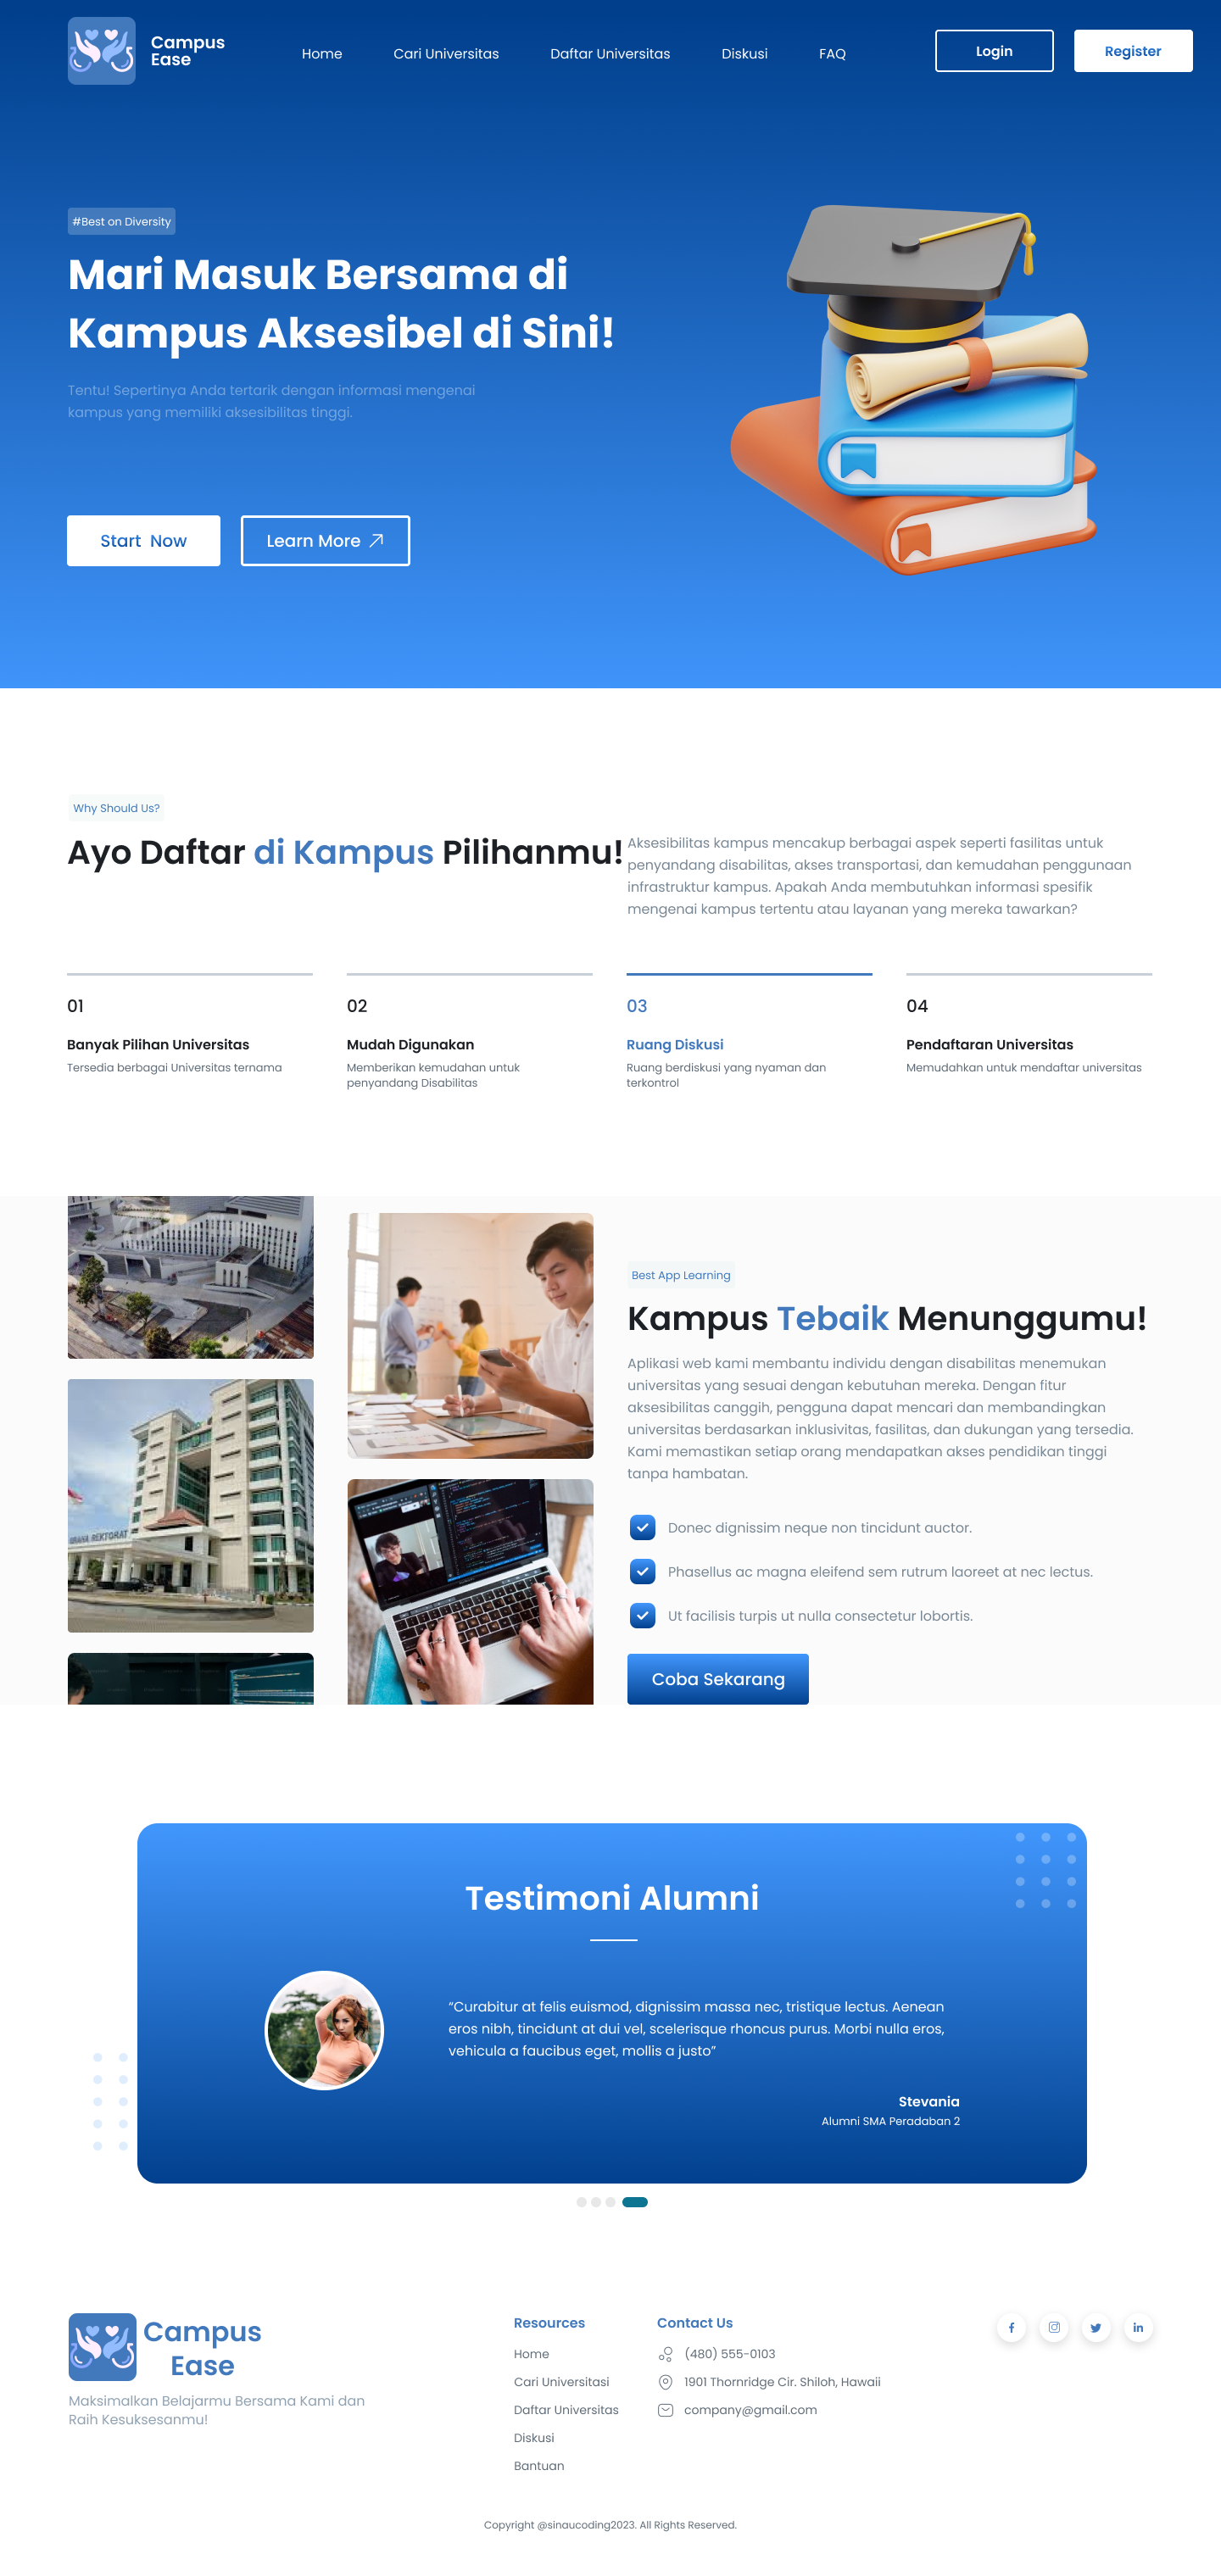 Campus
Ease
Home
Cari Universitas
Daftar Universitas
Diskusi
FAQ
Login
Register
#Best on Diversity
Mari Masuk Bersama di
Kampus Aksesibel di Sini!
Tentu! Sepertinya Anda tertarik dengan informasi mengenai
kampus yang memiliki aksesibilitas tinggi.
Start Now
Learn More
Why Should Us?
Ayo Daftar di Kampus Pilihanmu!
Aksesibilitas kampus mencakup berbagai aspek seperti fasilitas untuk
penyandang disabilitas, akses transportasi, dan kemudahan penggunaan
infrastruktur kampus. Apakah Anda membutuhkan informasi spesifik
mengenai kampus tertentu atau layanan yang mereka tawarkan?
01
Banyak Pilihan Universitas
Tersedia berbagai Universitas ternama
02
Mudah Digunakan
Memberikan kemudahan untuk
penyandang Disabilitas
03
Ruang Diskusi
Ruang berdiskusi yang nyaman dan
terkontrol
04
Pendaftaran Universitas
Memudahkan untuk mendaftar universitas
REKTORAT
Best App Learning
Kampus Tebaik Menunggumu!
Aplikasi web kami membantu individu dengan disabilitas menemukan
universitas yang sesuai dengan kebutuhan mereka. Dengan fitur
aksesibilitas canggih, pengguna dapat mencari dan membandingkan
universitas berdasarkan inklusivitas, fasilitas, dan dukungan yang tersedia.
Kami memastikan setiap orang mendapatkan akses pendidikan tinggi
tanpa hambatan.
Donec dignissim neque non tincidunt auctor.
Phasellus ac magna eleifend sem rutrum laoreet at nec lectus.
Ut facilisis turpis ut nulla consectetur lobortis.
Coba Sekarang
Testimoni Alumni
“Curabitur at felis euismod, dignissim massa nec, tristique lectus. Aenean
eros nibh, tincidunt at dui vel, scelerisque rhoncus purus. Morbi nulla eros,
vehicula a faucibus eget, mollis a justo”
Stevania
Alumni SMA Peradaban 2
Campus
Ease
Maksimalkan Belajarmu Bersama Kami dan
Raih Kesuksesanmu!
Resources
Home
Cari Universitasi
Daftar Universitas
Diskusi
Bantuan
Contact Us
(480) 555-0103
1901 Thornridge Cir. Shiloh, Hawaii
company@gmail.com
Copyright @sinaucoding2023. All Rights Reserved.